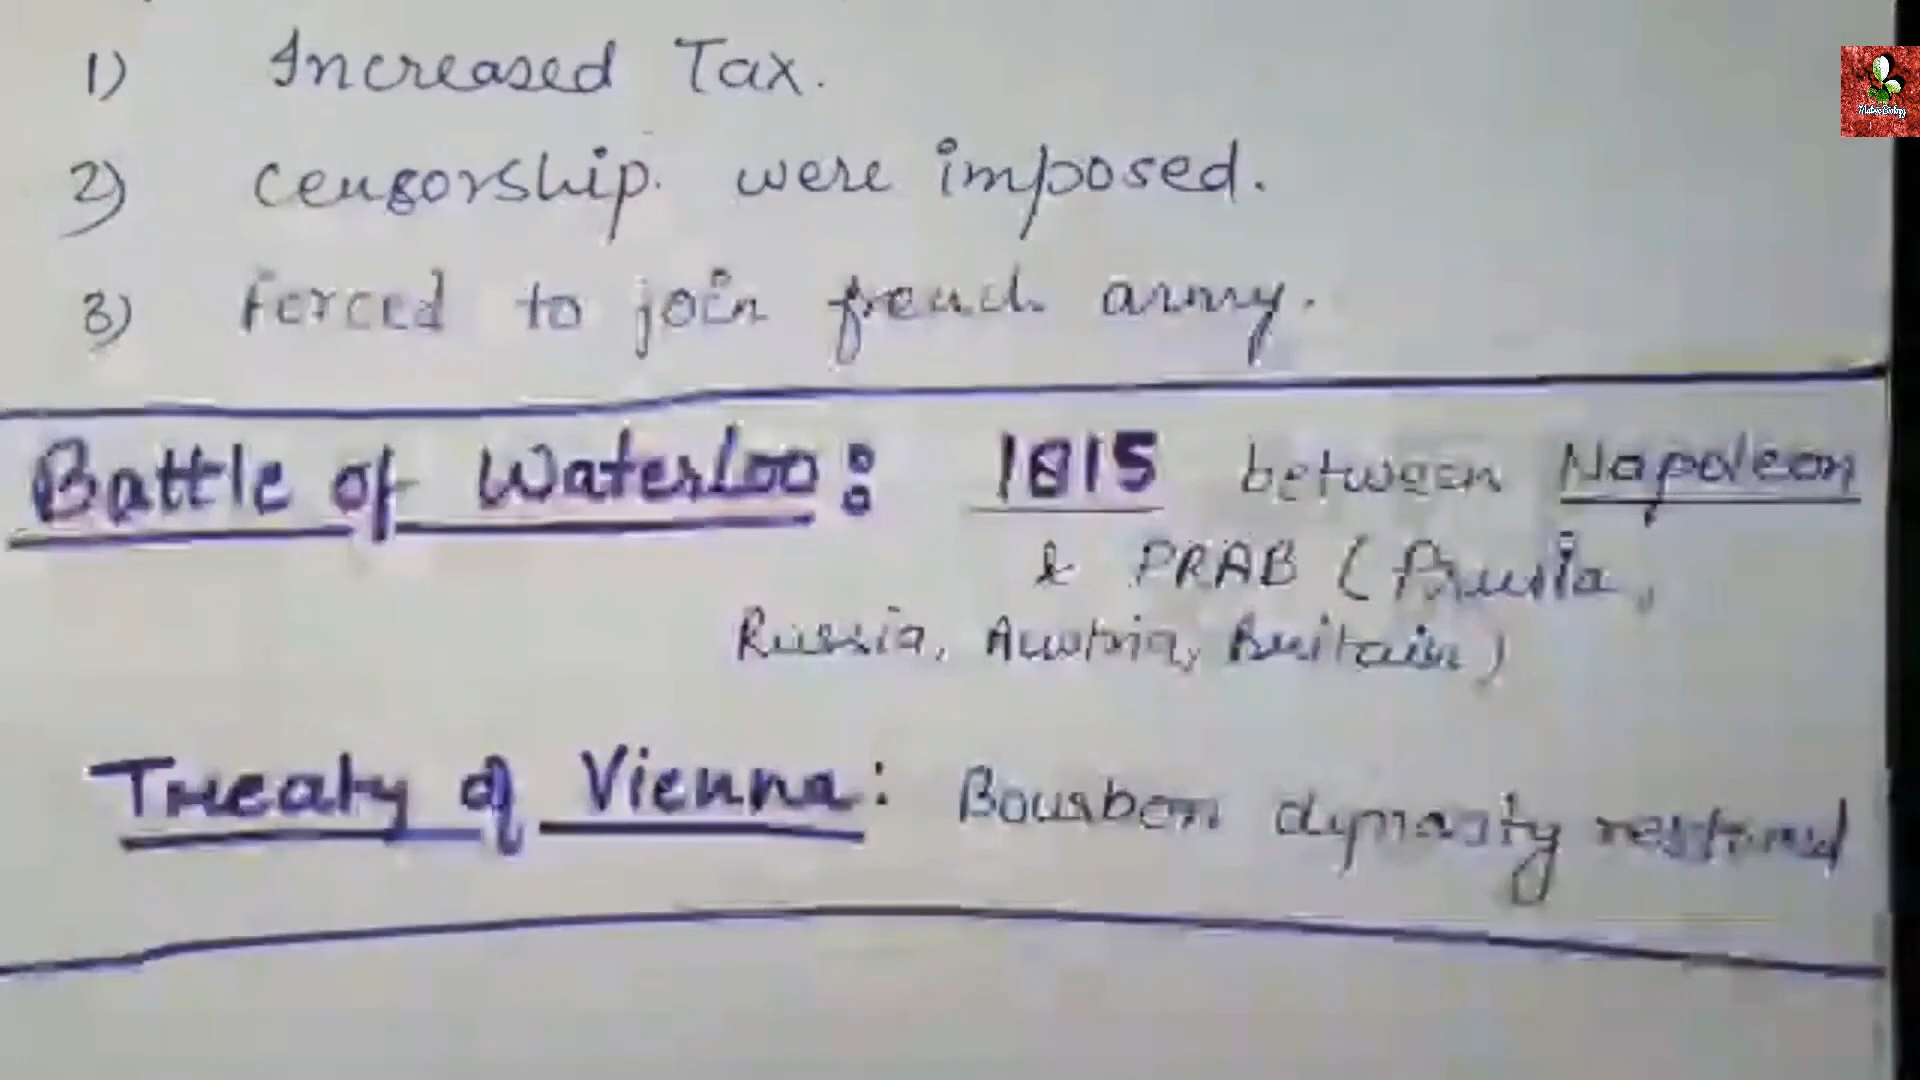 1) Increased Tax.
2) Censorship. were imposed.
3) Forced to join french army.
Battle of Waterloo: 1815 between Napoleon
& PRAB (Prussia,
Russia, Austria, Britain)
Treaty of Vienna: Bourbon dynasty restored